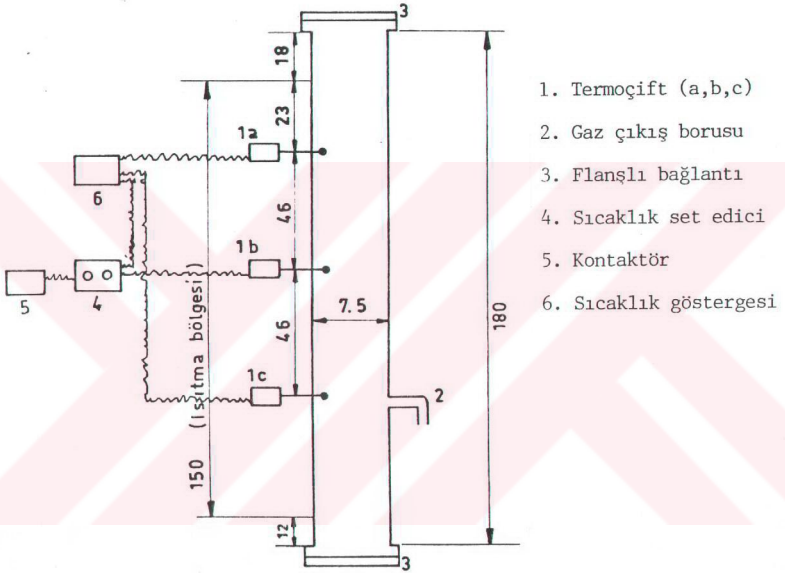 3
18
23
1a
6
46
1b
5
4
7.5
46
150 (Isıtma bölgesi)
180
1c
2
12
3
1. Termoçift (a,b,c)
2. Gaz çıkış borusu
3. Flanşlı bağlantı
4. Sıcaklık set edici
5. Kontaktör
6. Sıcaklık göstergesi